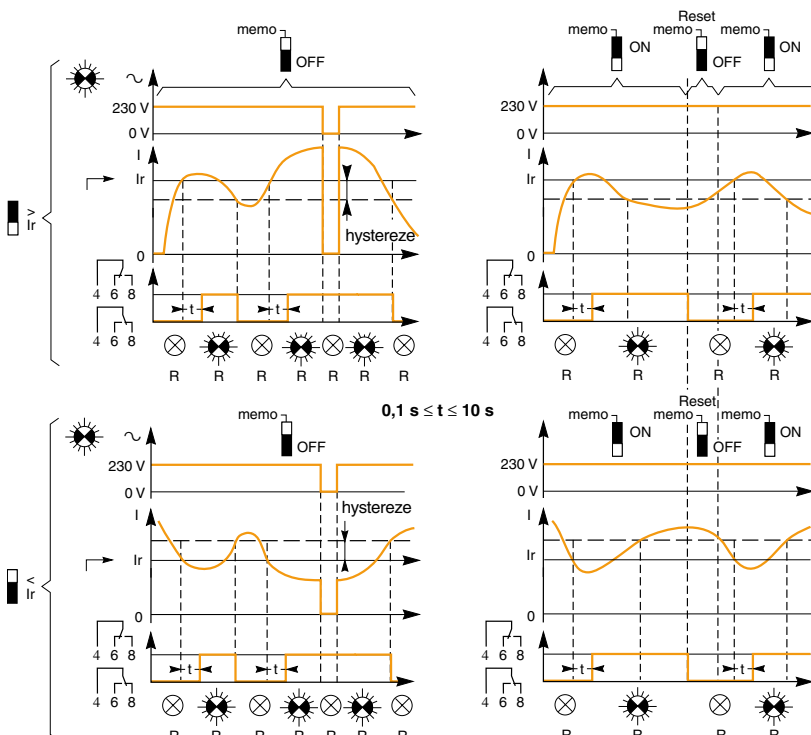 Reset
memo memo memo
OFF ON OFF ON
230 V 230 V
0 V 0 V
I I
Ir Ir
> Ir
hystereze
0 0
4 6 8 4 6 8
t t t t
4 6 8 4 6 8
R R R R R R R R R R
0,1 s ≤ t ≤ 10 s
Reset
memo memo memo memo
OFF ON OFF ON
230 V 230 V
0 V 0 V
I hystereze I
Ir Ir
< Ir
0 0
4 6 8 4 6 8
t t t t
4 6 8 4 6 8
R R R R R R R R R R